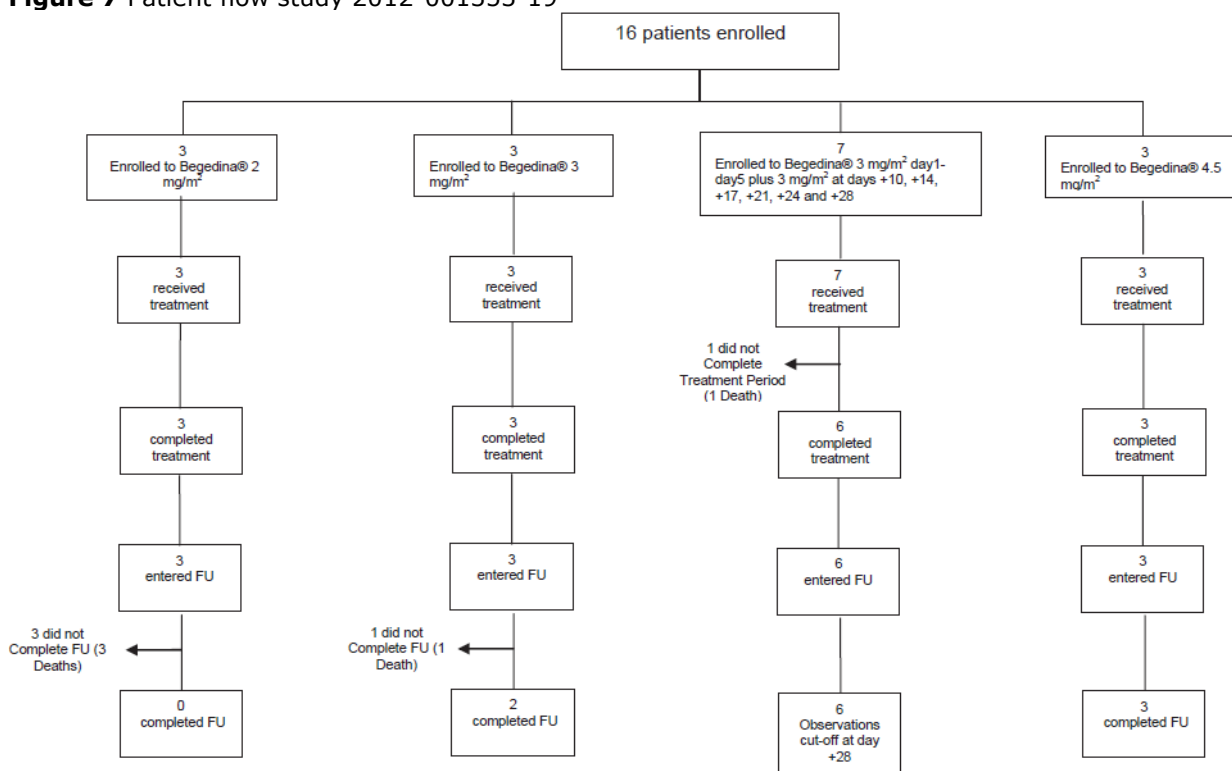 Figure 7 Patient flow study 2012-001353-19
16 patients enrolled
3
Enrolled to Begedina® 2
mg/m²
3
Enrolled to Begedina® 3
mg/m²
7
Enrolled to Begedina® 3 mg/m² day1-
day5 plus 3 mg/m² at days +10, +14,
+17, +21, +24 and +28
3
Enrolled to Begedina® 4.5
mg/m²
3
received
treatment
3
received
treatment
7
received
treatment
3
received
treatment
1 did not
Complete
Treatment Period
(1 Death)
3
completed
treatment
3
completed
treatment
6
completed
treatment
3
completed
treatment
3
entered FU
3
entered FU
6
entered FU
3
entered FU
3 did not
Complete FU (3
Deaths)
1 did not
Complete FU (1
Death)
0
completed FU
2
completed FU
6
Observations
cut-off at day
+28
3
completed FU